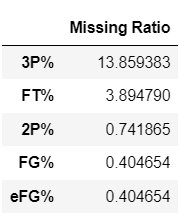 Missing Ratio
3P% 13.859383
FT% 3.894790
2P% 0.741865
FG% 0.404654
eFG% 0.404654